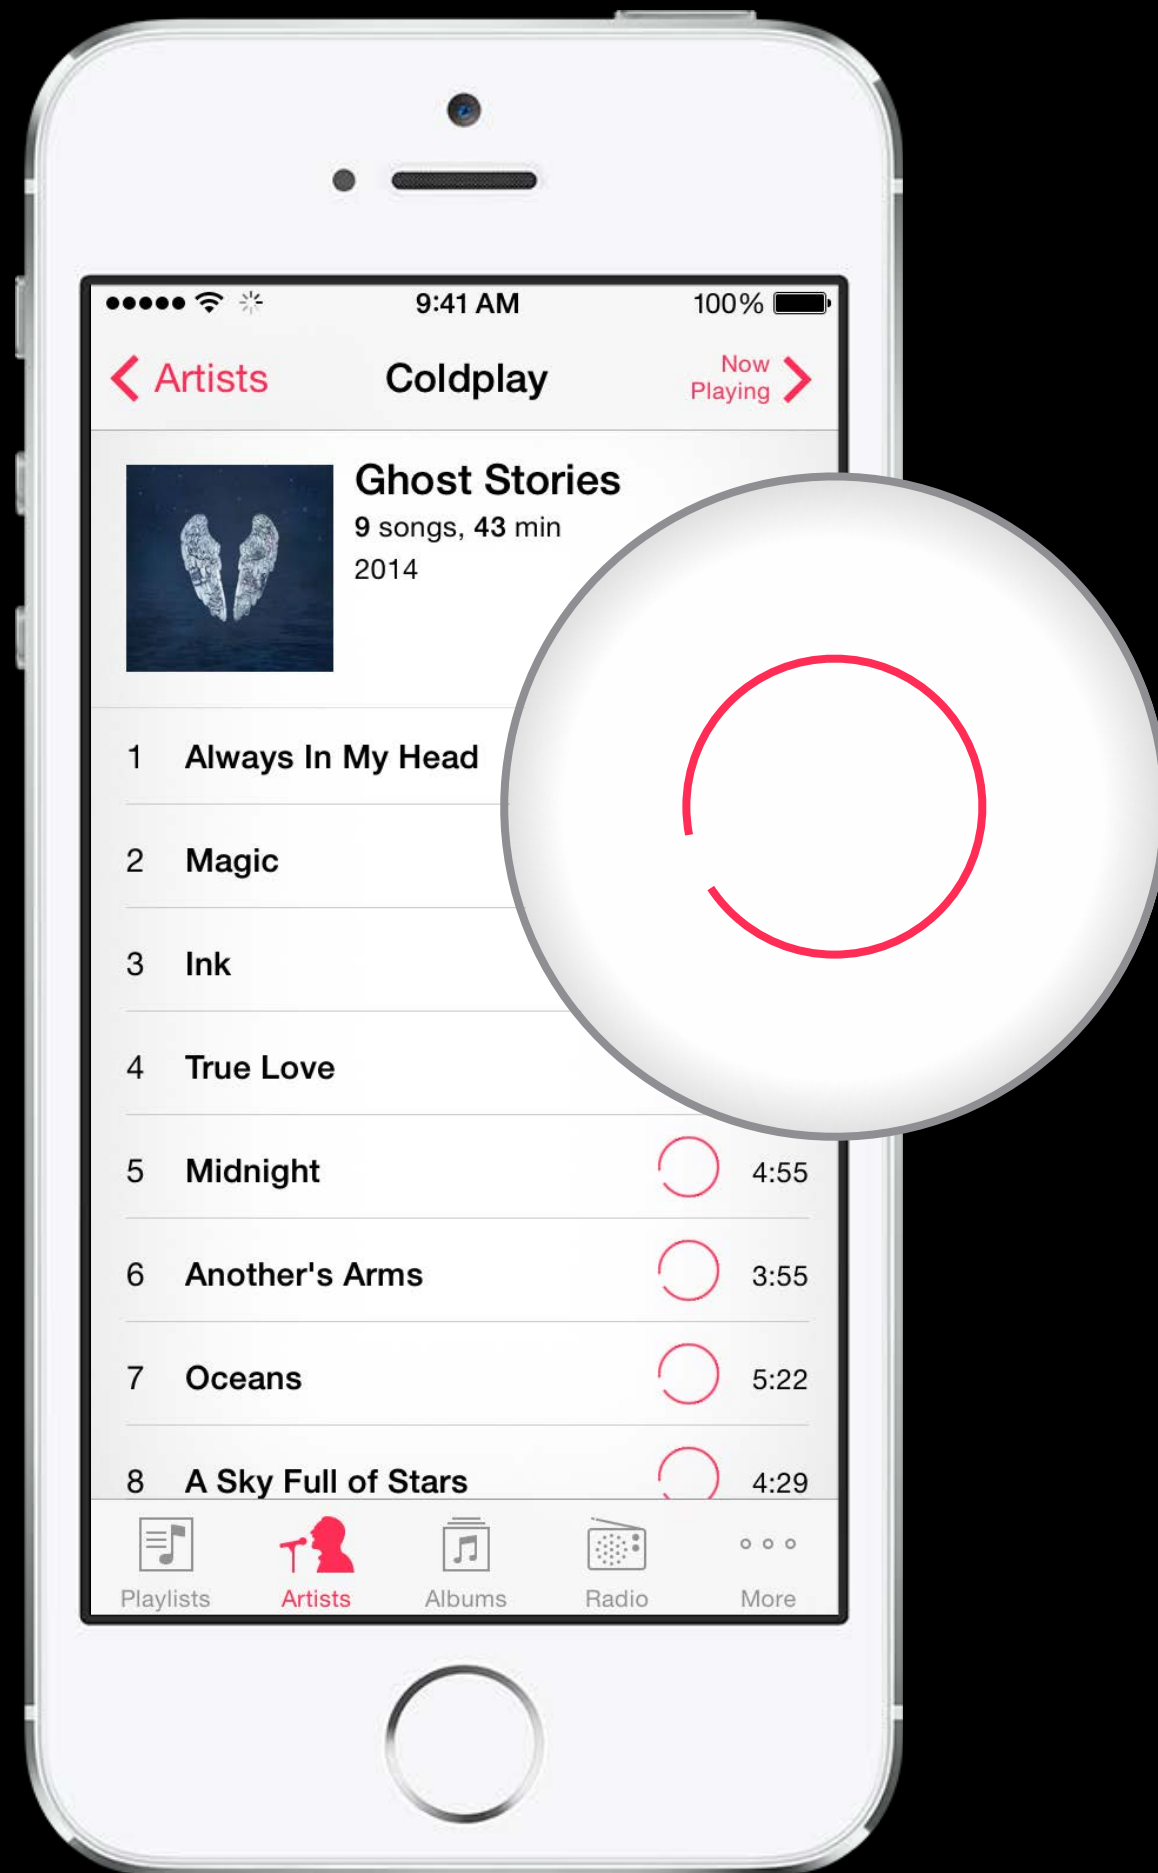 9:41 AM 100%
Artists Coldplay Now Playing
Ghost Stories
9 songs, 43 min
2014
1 Always In My Head
2 Magic
3 Ink
4 True Love
5 Midnight 4:55
6 Another's Arms 3:55
7 Oceans 5:22
8 A Sky Full of Stars 4:29
Playlists Artists Albums Radio More